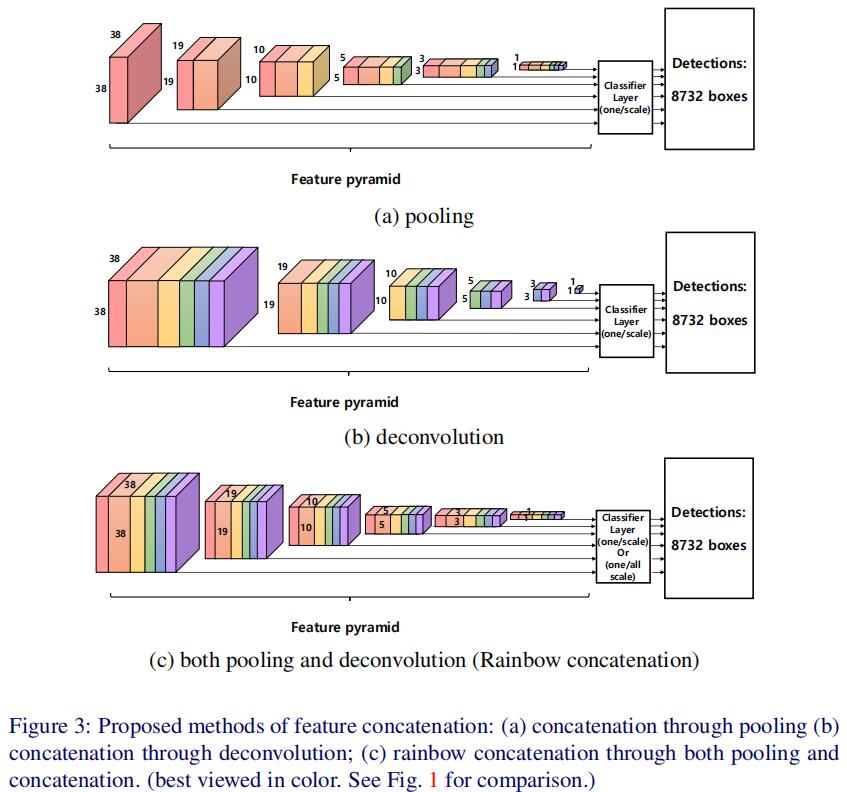 38
38
19
19
10
10
5
5
3
3
1
1
Classifier
Layer
(one/scale)
Detections:
8732 boxes
Feature pyramid
(a) pooling
38
38
19
19
10
10
5
5
3
3
1
1
Classifier
Layer
(one/scale)
Detections:
8732 boxes
Feature pyramid
(b) deconvolution
38
38
19
19
10
10
5
5
3
3
1
1
Classifier
Layer
(one/scale)
Or
(one/all
scale)
Detections:
8732 boxes
Feature pyramid
(c) both pooling and deconvolution (Rainbow concatenation)
Figure 3: Proposed methods of feature concatenation: (a) concatenation through pooling (b)
concatenation through deconvolution; (c) rainbow concatenation through both pooling and
concatenation. (best viewed in color. See Fig. 1 for comparison.)